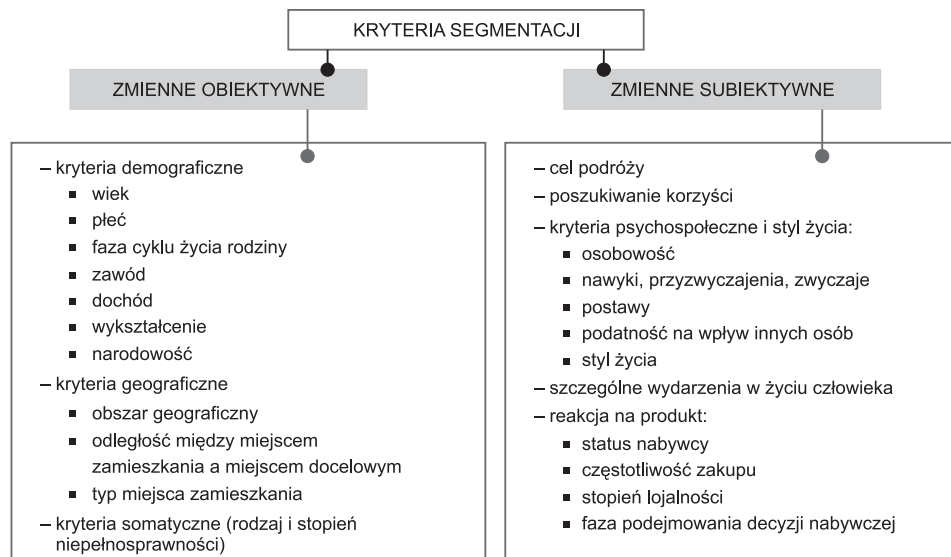 KRYTERIA SEGMENTACJI
ZMIENNE OBIEKTYWNE
– kryteria demograficzne
▪ wiek
▪ płeć
▪ faza cyklu życia rodziny
▪ zawód
▪ dochód
▪ wykształcenie
▪ narodowość
– kryteria geograficzne
▪ obszar geograficzny
▪ odległość między miejscem
zamieszkania a miejscem docelowym
▪ typ miejsca zamieszkania
– kryteria somatyczne (rodzaj i stopień
niepełnosprawności)
ZMIENNE SUBIEKTYWNE
– cel podróży
– poszukiwanie korzyści
– kryteria psychospołeczne i styl życia:
▪ osobowość
▪ nawyki, przyzwyczajenia, zwyczaje
▪ postawy
▪ podatność na wpływ innych osób
▪ styl życia
– szczególne wydarzenia w życiu człowieka
– reakcja na produkt:
▪ status nabywcy
▪ częstotliwość zakupu
▪ stopień lojalności
▪ faza podejmowania decyzji nabywczej